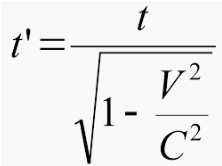 t' = t / √(1 - V²/C²)